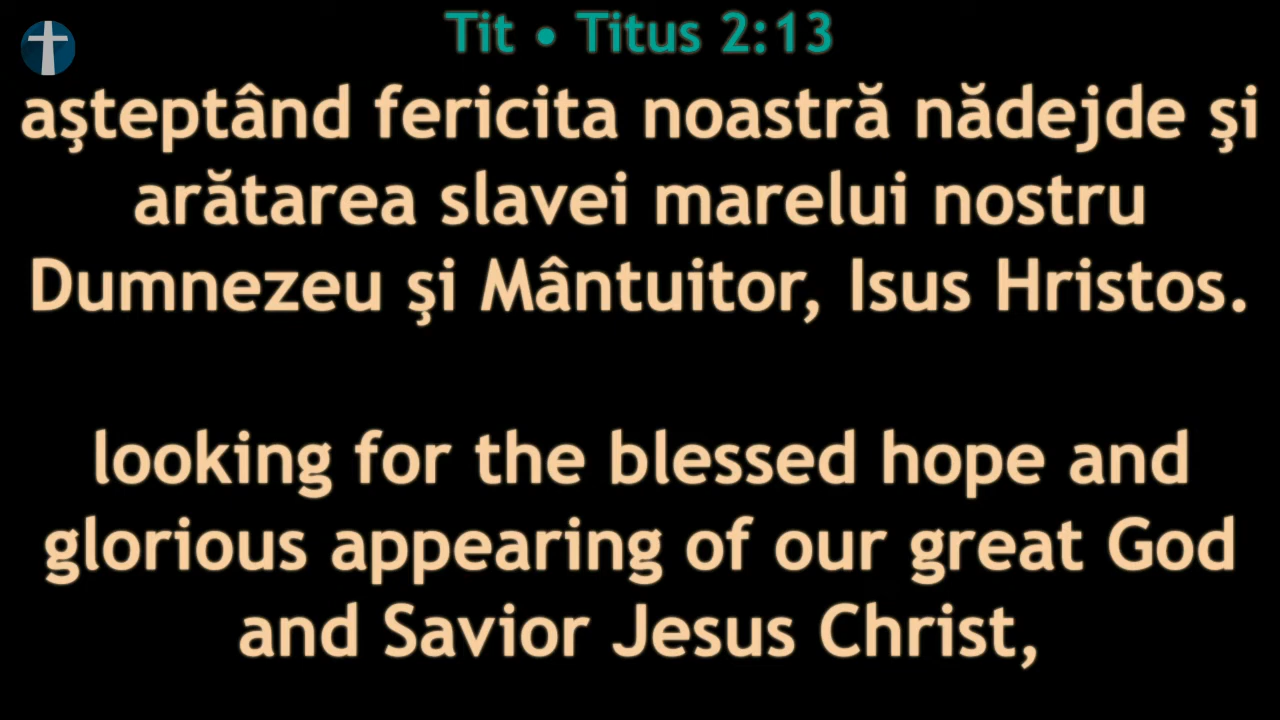 Tit • Titus 2:13
aşteptând fericita noastră nădejde şi
arătarea slavei marelui nostru
Dumnezeu şi Mântuitor, Isus Hristos.
looking for the blessed hope and
glorious appearing of our great God
and Savior Jesus Christ,